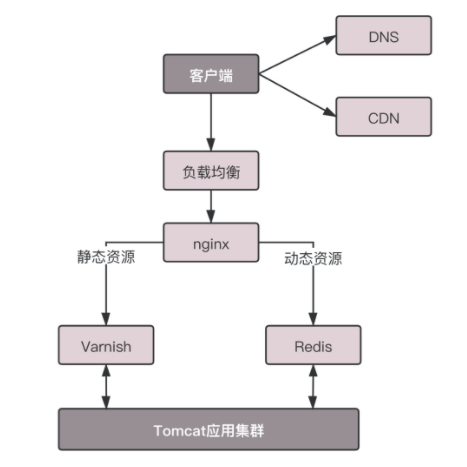 DNS
客户端
CDN
负载均衡
nginx
静态资源
动态资源
Varnish
Redis
Tomcat应用集群